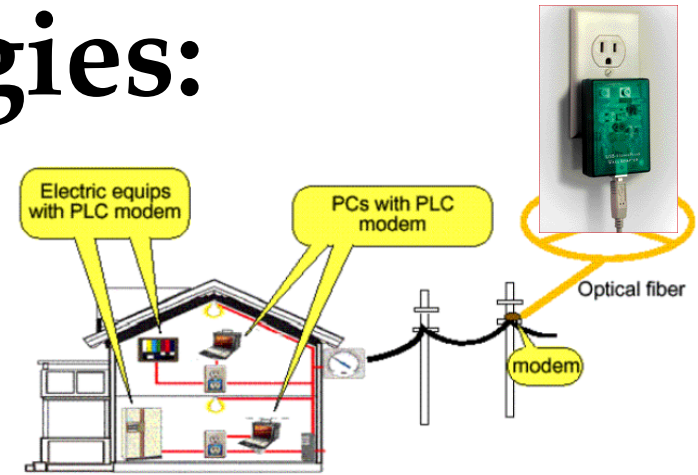 gies:
Electric equips
with PLC modem
PCs with PLC
modem
Optical fiber
modem